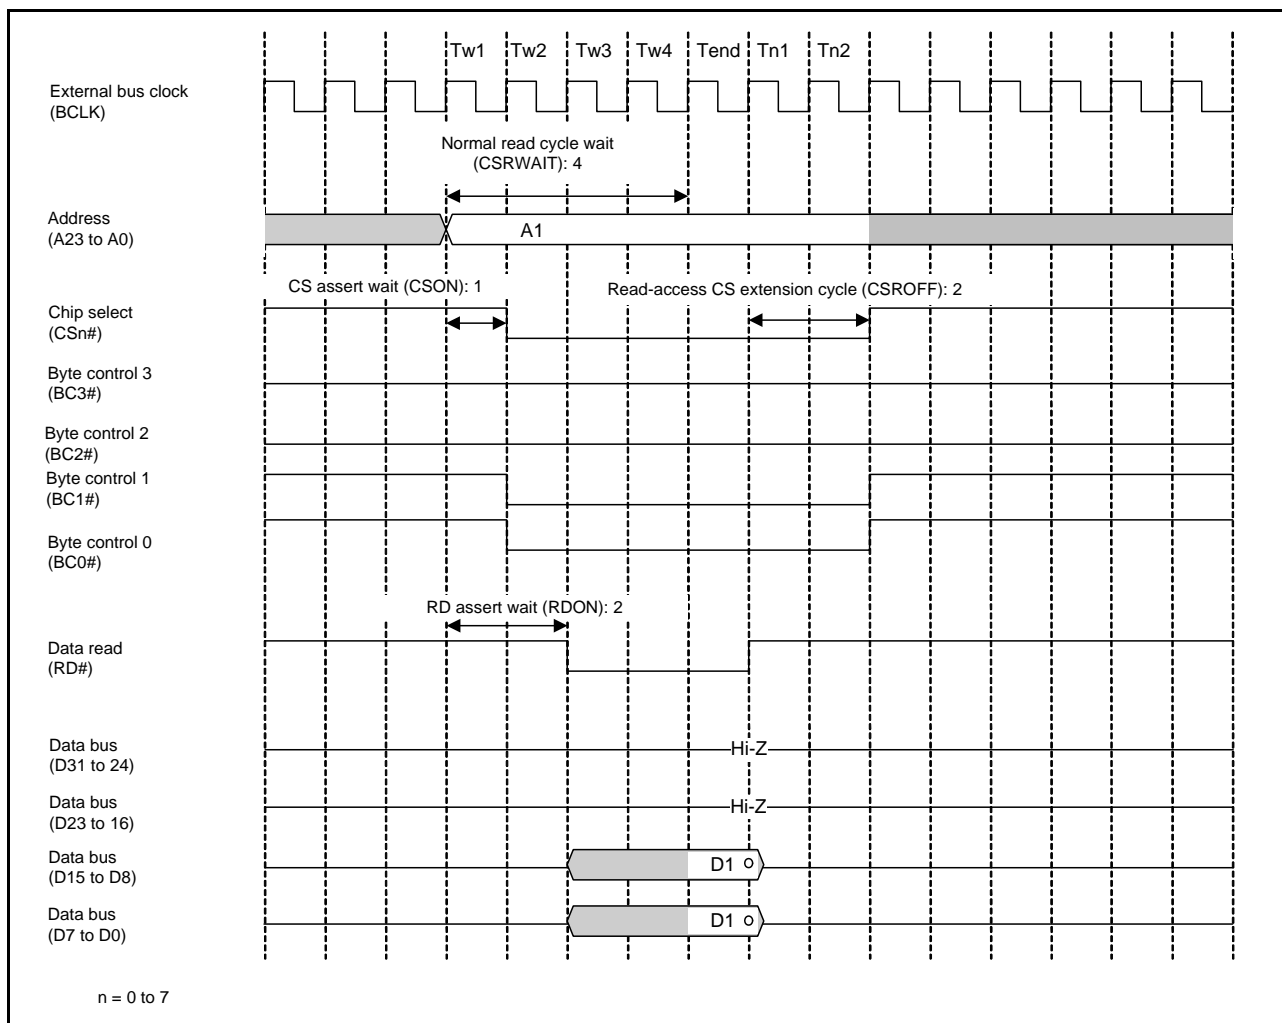 Tw1 Tw2 Tw3 Tw4 Tend Tn1 Tn2
External bus clock
(BCLK)
Normal read cycle wait
(CSRWAIT): 4
Address
(A23 to A0)
A1
CS assert wait (CSON): 1
Read-access CS extension cycle (CSROFF): 2
Chip select
(CSn#)
Byte control 3
(BC3#)
Byte control 2
(BC2#)
Byte control 1
(BC1#)
Byte control 0
(BC0#)
RD assert wait (RDON): 2
Data read
(RD#)
Data bus
(D31 to 24)
Hi-Z
Data bus
(D23 to 16)
Hi-Z
Data bus
(D15 to D8)
D1
Data bus
(D7 to D0)
D1
n = 0 to 7